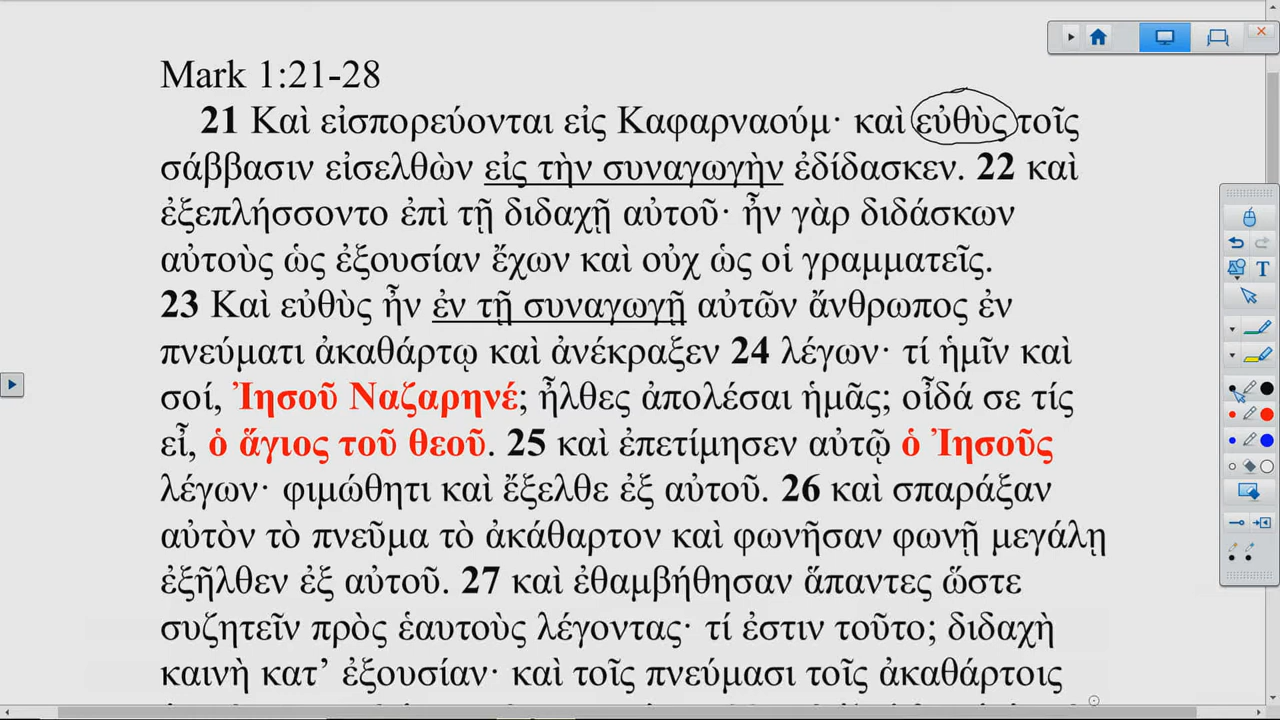 Mark 1:21-28
21 Καὶ εἰσπορεύονται εἰς Καφαρναούμ· καὶ εὐθὺς τοῖς
σάββασιν εἰσελθὼν εἰς τὴν συναγωγὴν ἐδίδασκεν. 22 καὶ
ἐξεπλήσσοντο ἐπὶ τῇ διδαχῇ αὐτοῦ· ἦν γὰρ διδάσκων
αὐτοὺς ὡς ἐξουσίαν ἔχων καὶ οὐχ ὡς οἱ γραμματεῖς.
23 Καὶ εὐθὺς ἦν ἐν τῇ συναγωγῇ αὐτῶν ἄνθρωπος ἐν
πνεύματι ἀκαθάρτῳ καὶ ἀνέκραξεν 24 λέγων· τί ἡμῖν καὶ
σοί, Ἰησοῦ Ναζαρηνέ; ἦλθες ἀπολέσαι ἡμᾶς; οἶδά σε τίς
εἶ, ὁ ἅγιος τοῦ θεοῦ. 25 καὶ ἐπετίμησεν αὐτῷ ὁ Ἰησοῦς
λέγων· φιμώθητι καὶ ἔξελθε ἐξ αὐτοῦ. 26 καὶ σπαράξαν
αὐτὸν τὸ πνεῦμα τὸ ἀκάθαρτον καὶ φωνῆσαν φωνῇ μεγάλῃ
ἐξῆλθεν ἐξ αὐτοῦ. 27 καὶ ἐθαμβήθησαν ἅπαντες ὥστε
συζητεῖν πρὸς ἑαυτοὺς λέγοντας· τί ἐστιν τοῦτο; διδαχὴ
καινὴ κατ’ ἐξουσίαν· καὶ τοῖς πνεύμασι τοῖς ἀκαθάρτοις
T